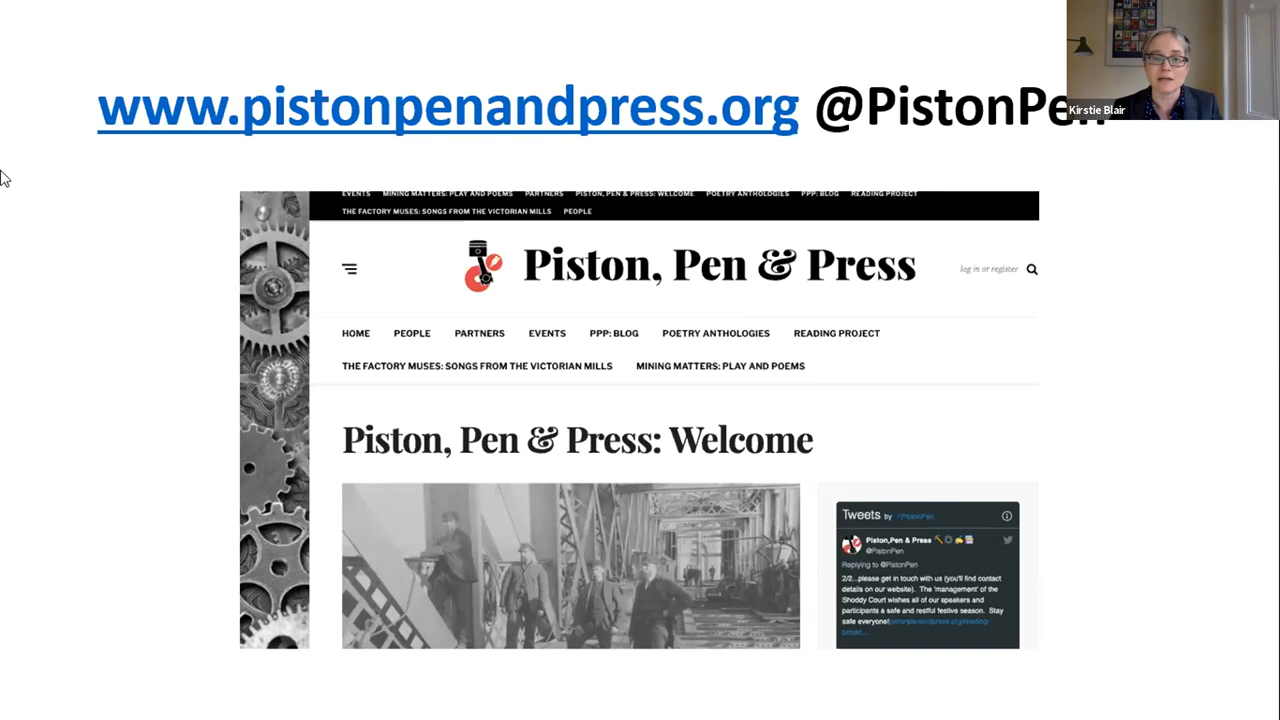 www.pistonpenandpress.org @PistonPen
Kirstie Blair
EVENTS MINING MATTERS: PLAY AND POEMS PARTNERS PISTON, PEN & PRESS: WELCOME POETRY ANTHOLOGIES PPP: BLOG READING PROJECT
THE FACTORY MUSES: SONGS FROM THE VICTORIAN MILLS PEOPLE
Piston, Pen & Press
log in or register
HOME PEOPLE PARTNERS EVENTS PPP: BLOG POETRY ANTHOLOGIES READING PROJECT
THE FACTORY MUSES: SONGS FROM THE VICTORIAN MILLS MINING MATTERS: PLAY AND POEMS
Piston, Pen & Press: Welcome
Tweets by @PistonPen
Piston,Pen & Press
@PistonPen
Replying to @PistonPen
2/2...please get in touch with us (you'll find contact
details on our website). The 'management' of the
Shoddy Court wishes all of our speakers and
participants a safe and restful festive season. Stay
safe everyone!pistonpenandpress.org/reading-
projec...